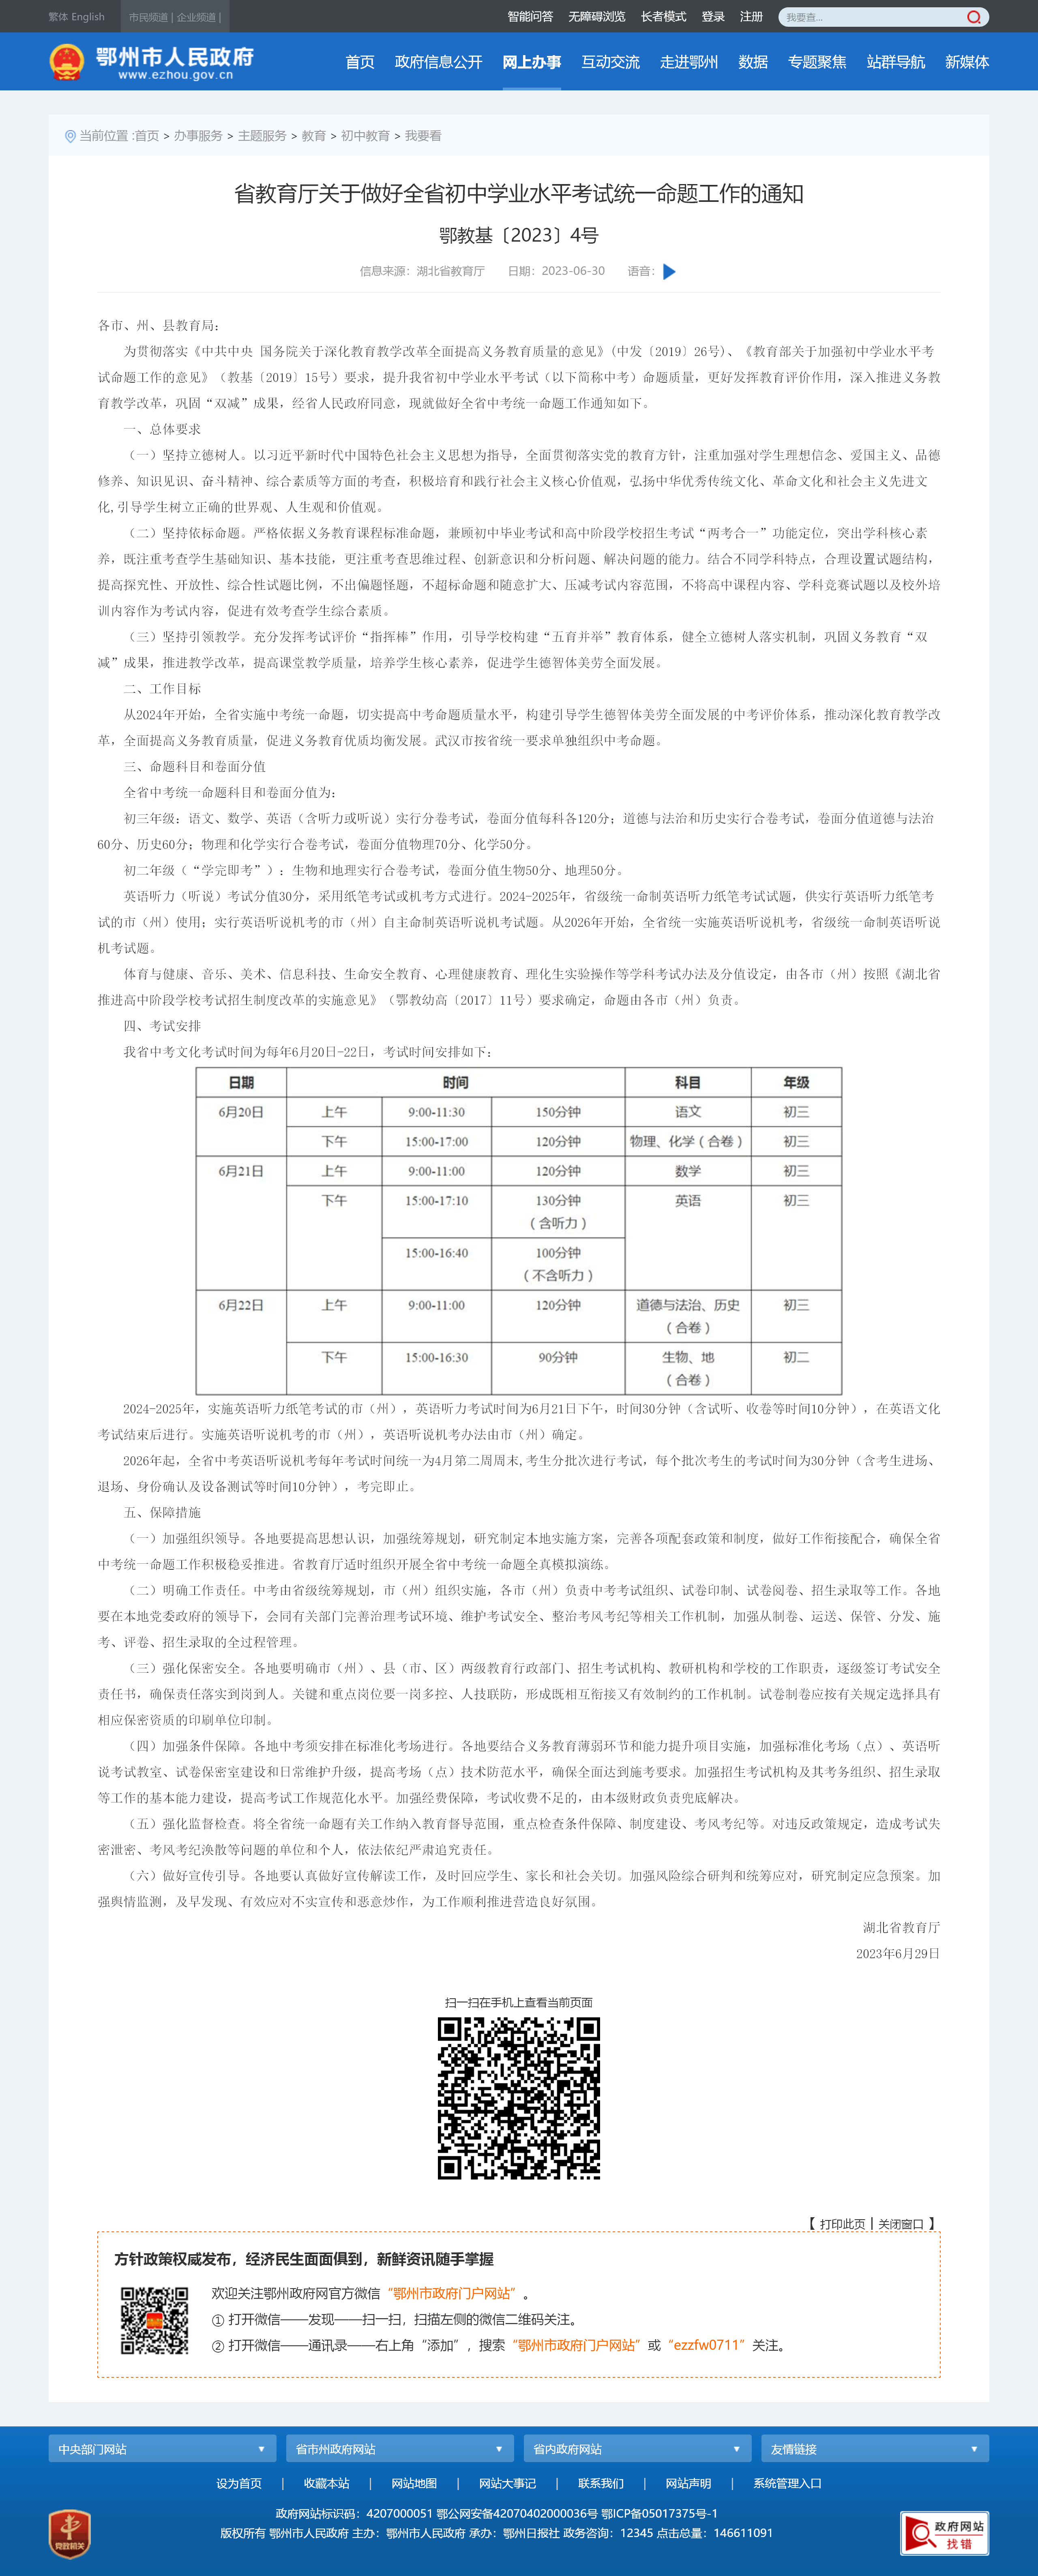 繁体 English
市民频道 | 企业频道 |
智能问答 无障碍浏览 长者模式 登录 注册
我要查...
鄂州市人民政府
www.ezhou.gov.cn
首页 政府信息公开 网上办事 互动交流 走进鄂州 数据 专题聚焦 站群导航 新媒体
当前位置 :首页 > 办事服务 > 主题服务 > 教育 > 初中教育 > 我要看
省教育厅关于做好全省初中学业水平考试统一命题工作的通知
鄂教基〔2023〕4号
信息来源：湖北省教育厅 日期：2023-06-30 语音：
各市、州、县教育局：
为贯彻落实《中共中央 国务院关于深化教育教学改革全面提高义务教育质量的意见》(中发〔2019〕26号)、《教育部关于加强初中学业水平考
试命题工作的意见》（教基〔2019〕15号）要求，提升我省初中学业水平考试（以下简称中考）命题质量，更好发挥教育评价作用，深入推进义务教
育教学改革，巩固“双减”成果，经省人民政府同意，现就做好全省中考统一命题工作通知如下。
一、总体要求
（一）坚持立德树人。以习近平新时代中国特色社会主义思想为指导，全面贯彻落实党的教育方针，注重加强对学生理想信念、爱国主义、品德
修养、知识见识、奋斗精神、综合素质等方面的考查，积极培育和践行社会主义核心价值观，弘扬中华优秀传统文化、革命文化和社会主义先进文
化,引导学生树立正确的世界观、人生观和价值观。
（二）坚持依标命题。严格依据义务教育课程标准命题，兼顾初中毕业考试和高中阶段学校招生考试“两考合一”功能定位，突出学科核心素
养，既注重考查学生基础知识、基本技能，更注重考查思维过程、创新意识和分析问题、解决问题的能力。结合不同学科特点，合理设置试题结构，
提高探究性、开放性、综合性试题比例，不出偏题怪题，不超标命题和随意扩大、压减考试内容范围，不将高中课程内容、学科竞赛试题以及校外培
训内容作为考试内容，促进有效考查学生综合素质。
（三）坚持引领教学。充分发挥考试评价“指挥棒”作用，引导学校构建“五育并举”教育体系，健全立德树人落实机制，巩固义务教育“双
减”成果，推进教学改革，提高课堂教学质量，培养学生核心素养，促进学生德智体美劳全面发展。
二、工作目标
从2024年开始，全省实施中考统一命题，切实提高中考命题质量水平，构建引导学生德智体美劳全面发展的中考评价体系，推动深化教育教学改
革，全面提高义务教育质量，促进义务教育优质均衡发展。武汉市按省统一要求单独组织中考命题。
三、命题科目和卷面分值
全省中考统一命题科目和卷面分值为：
初三年级：语文、数学、英语（含听力或听说）实行分卷考试，卷面分值每科各120分；道德与法治和历史实行合卷考试，卷面分值道德与法治
60分、历史60分；物理和化学实行合卷考试，卷面分值物理70分、化学50分。
初二年级（“学完即考”）：生物和地理实行合卷考试，卷面分值生物50分、地理50分。
英语听力（听说）考试分值30分，采用纸笔考试或机考方式进行。2024-2025年，省级统一命制英语听力纸笔考试试题，供实行英语听力纸笔考
试的市（州）使用；实行英语听说机考的市（州）自主命制英语听说机考试题。从2026年开始，全省统一实施英语听说机考，省级统一命制英语听说
机考试题。
体育与健康、音乐、美术、信息科技、生命安全教育、心理健康教育、理化生实验操作等学科考试办法及分值设定，由各市（州）按照《湖北省
推进高中阶段学校考试招生制度改革的实施意见》（鄂教幼高〔2017〕11号）要求确定，命题由各市（州）负责。
四、考试安排
我省中考文化考试时间为每年6月20日-22日，考试时间安排如下：
日期 时间 科目 年级
6月20日 上午 9:00-11:30 150分钟 语文 初三
下午 15:00-17:00 120分钟 物理、化学（合卷） 初三
6月21日 上午 9:00-11:00 120分钟 数学 初三
下午 15:00-17:10 130分钟 英语 初三
（含听力）
15:00-16:40 100分钟
（不含听力）
6月22日 上午 9:00-11:00 120分钟 道德与法治、历史 初三
（合卷）
下午 15:00-16:30 90分钟 生物、地 初二
（合卷）
2024-2025年，实施英语听力纸笔考试的市（州），英语听力考试时间为6月21日下午，时间30分钟（含试听、收卷等时间10分钟），在英语文化
考试结束后进行。实施英语听说机考的市（州），英语听说机考办法由市（州）确定。
2026年起，全省中考英语听说机考每年考试时间统一为4月第二周周末,考生分批次进行考试，每个批次考生的考试时间为30分钟（含考生进场、
退场、身份确认及设备测试等时间10分钟），考完即止。
五、保障措施
（一）加强组织领导。各地要提高思想认识，加强统筹规划，研究制定本地实施方案，完善各项配套政策和制度，做好工作衔接配合，确保全省
中考统一命题工作积极稳妥推进。省教育厅适时组织开展全省中考统一命题全真模拟演练。
（二）明确工作责任。中考由省级统筹规划，市（州）组织实施，各市（州）负责中考考试组织、试卷印制、试卷阅卷、招生录取等工作。各地
要在本地党委政府的领导下，会同有关部门完善治理考试环境、维护考试安全、整治考风考纪等相关工作机制，加强从制卷、运送、保管、分发、施
考、评卷、招生录取的全过程管理。
（三）强化保密安全。各地要明确市（州）、县（市、区）两级教育行政部门、招生考试机构、教研机构和学校的工作职责，逐级签订考试安全
责任书，确保责任落实到岗到人。关键和重点岗位要一岗多控、人技联防，形成既相互衔接又有效制约的工作机制。试卷制卷应按有关规定选择具有
相应保密资质的印刷单位印制。
（四）加强条件保障。各地中考须安排在标准化考场进行。各地要结合义务教育薄弱环节和能力提升项目实施，加强标准化考场（点）、英语听
说考试教室、试卷保密室建设和日常维护升级，提高考场（点）技术防范水平，确保全面达到施考要求。加强招生考试机构及其考务组织、招生录取
等工作的基本能力建设，提高考试工作规范化水平。加强经费保障，考试收费不足的，由本级财政负责兜底解决。
（五）强化监督检查。将全省统一命题有关工作纳入教育督导范围，重点检查条件保障、制度建设、考风考纪等。对违反政策规定，造成考试失
密泄密、考风考纪涣散等问题的单位和个人，依法依纪严肃追究责任。
（六）做好宣传引导。各地要认真做好宣传解读工作，及时回应学生、家长和社会关切。加强风险综合研判和统筹应对，研究制定应急预案。加
强舆情监测，及早发现、有效应对不实宣传和恶意炒作，为工作顺利推进营造良好氛围。
湖北省教育厅
2023年6月29日
扫一扫在手机上查看当前页面
【 打印此页 | 关闭窗口 】
方针政策权威发布，经济民生面面俱到，新鲜资讯随手掌握
欢迎关注鄂州政府网官方微信“鄂州市政府门户网站”。
① 打开微信——发现——扫一扫，扫描左侧的微信二维码关注。
② 打开微信——通讯录——右上角“添加”，搜索“鄂州市政府门户网站”或“ezzfw0711”关注。
中央部门网站 省市州政府网站 省内政府网站 友情链接
设为首页 | 收藏本站 | 网站地图 | 网站大事记 | 联系我们 | 网站声明 | 系统管理入口
政府网站标识码：4207000051 鄂公网安备42070402000036号 鄂ICP备05017375号-1
版权所有 鄂州市人民政府 主办：鄂州市人民政府 承办：鄂州日报社 政务咨询：12345 点击总量：146611091
党政机关
政府网站
找错